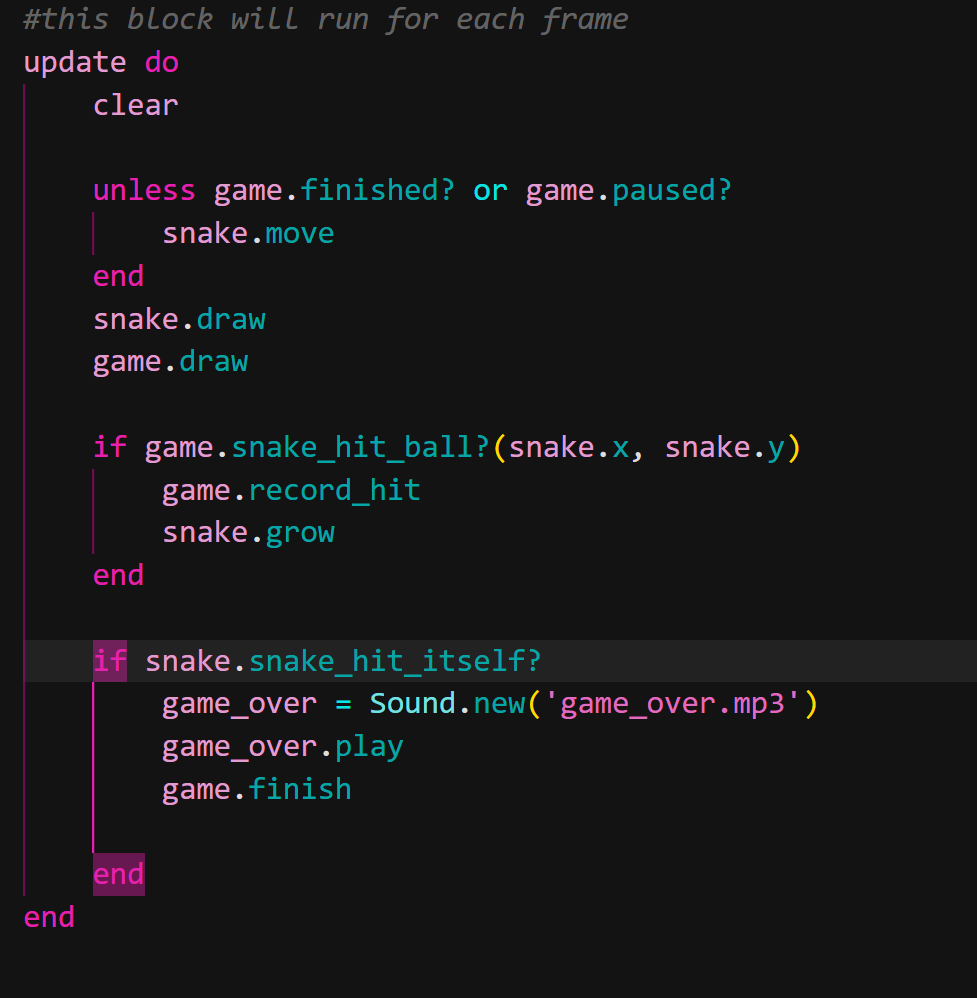 #this block will run for each frame
update do
    clear

    unless game.finished? or game.paused?
        snake.move
    end
    snake.draw
    game.draw

    if game.snake_hit_ball?(snake.x, snake.y)
        game.record_hit
        snake.grow
    end

    if snake.snake_hit_itself?
        game_over = Sound.new('game_over.mp3')
        game_over.play
        game.finish

    end
end